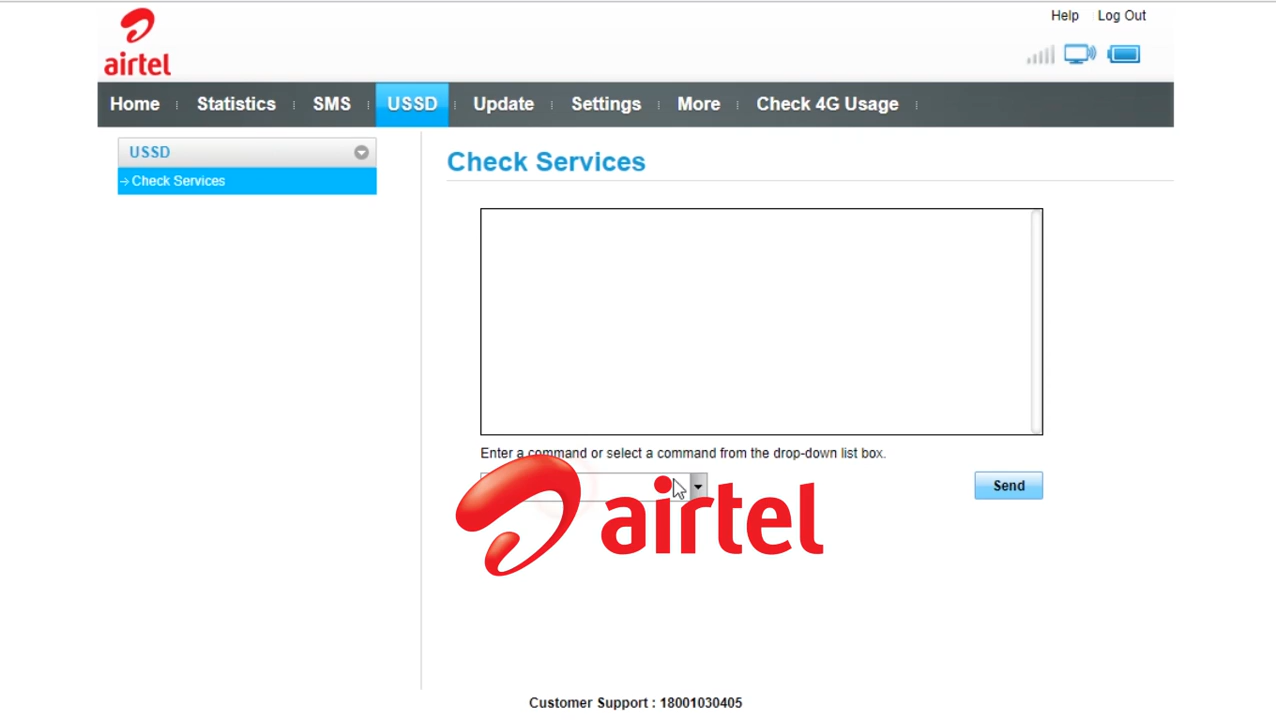 Help Log Out
airtel
Home Statistics SMS USSD Update Settings More Check 4G Usage
USSD
Check Services
Check Services
Enter a command or select a command from the drop-down list box.
Send
airtel
Customer Support : 18001030405